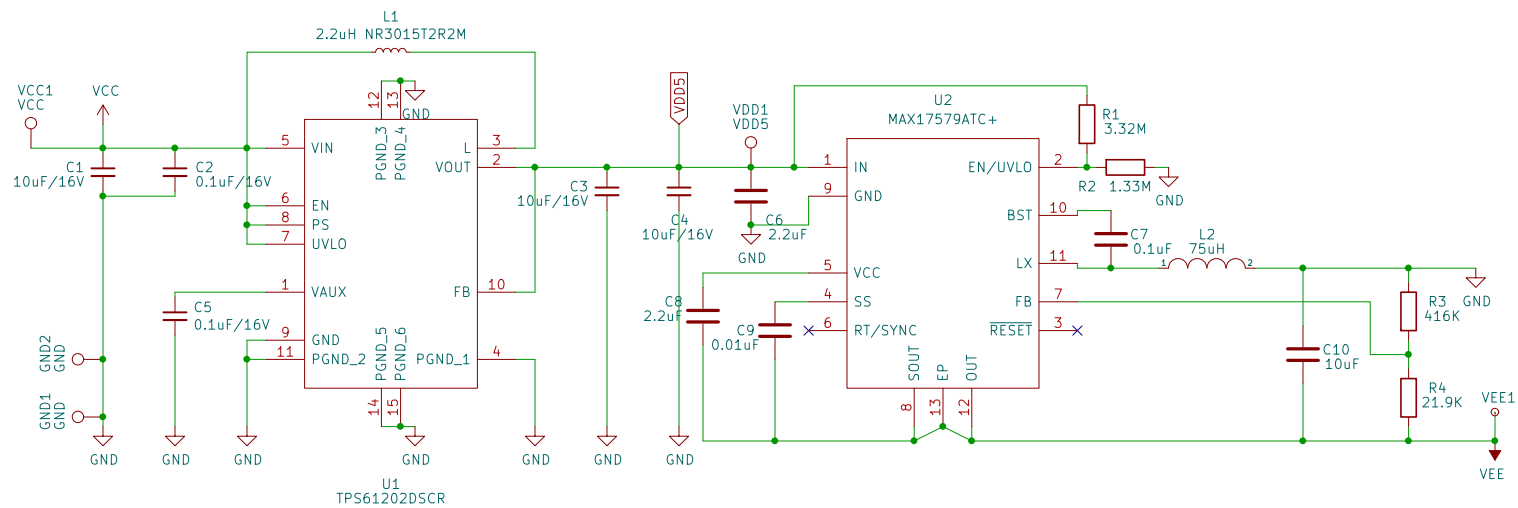 L1
2.2uH NR3015T2R2M
VCC1
VCC
VCC
12
13
GND
VDD5
VDD1
VDD5
U2
MAX17579ATC+
R1
3.32M
5
VIN
PGND_3
PGND_4
L
3
VOUT
2
1
IN
EN/UVLO
2
R2
1.33M
GND
C1
10uF/16V
C2
0.1uF/16V
6
EN
8
PS
7
UVLO
C3
10uF/16V
C4
10uF/16V
9
GND
C6
2.2uF
GND
BST
10
C7
0.1uF
L2
75uH
1
2
LX
11
GND
1
VAUX
FB
10
C5
0.1uF/16V
5
VCC
4
SS
6
RT/SYNC
FB
7
RESET
3
C8
2.2uF
C9
0.01uF
R3
416K
9
GND
11
PGND_2
PGND_5
PGND_6
PGND_1
4
GND2
GND
GND1
GND
SOUT
EP
OUT
C10
10uF
R4
21.9K
14
15
8
13
12
VEE1
GND
GND
GND
GND
GND
GND
GND
VEE
U1
TPS61202DSCR